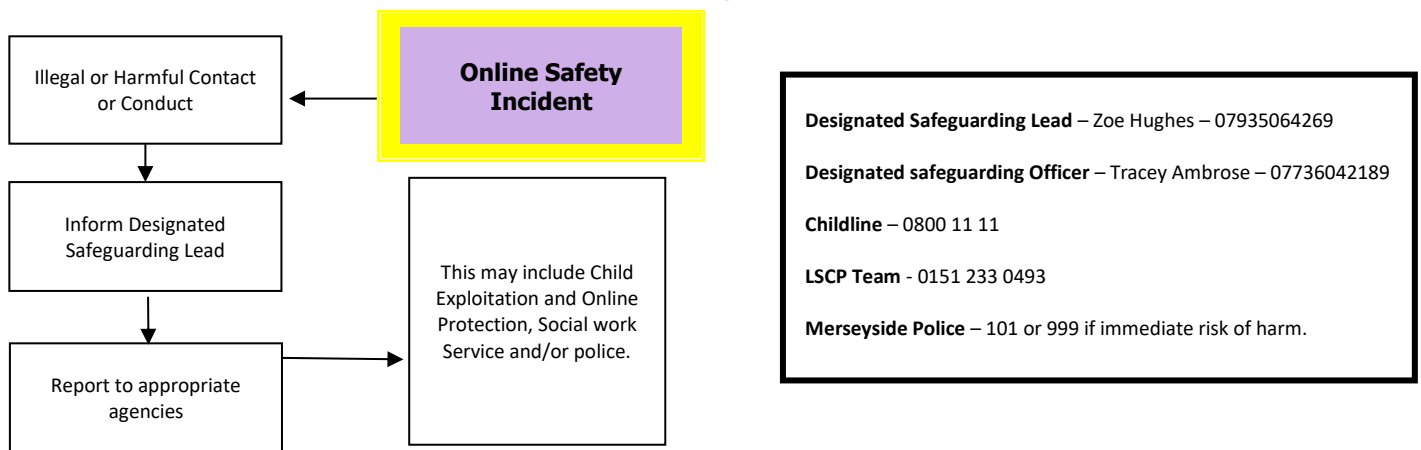 Online Safety
Incident
Illegal or Harmful Contact
or Conduct
Inform Designated
Safeguarding Lead
Report to appropriate
agencies
This may include Child
Exploitation and Online
Protection, Social work
Service and/or police.
Designated Safeguarding Lead – Zoe Hughes – 07935064269
Designated safeguarding Officer – Tracey Ambrose – 07736042189
Childline – 0800 11 11
LSCP Team - 0151 233 0493
Merseyside Police – 101 or 999 if immediate risk of harm.